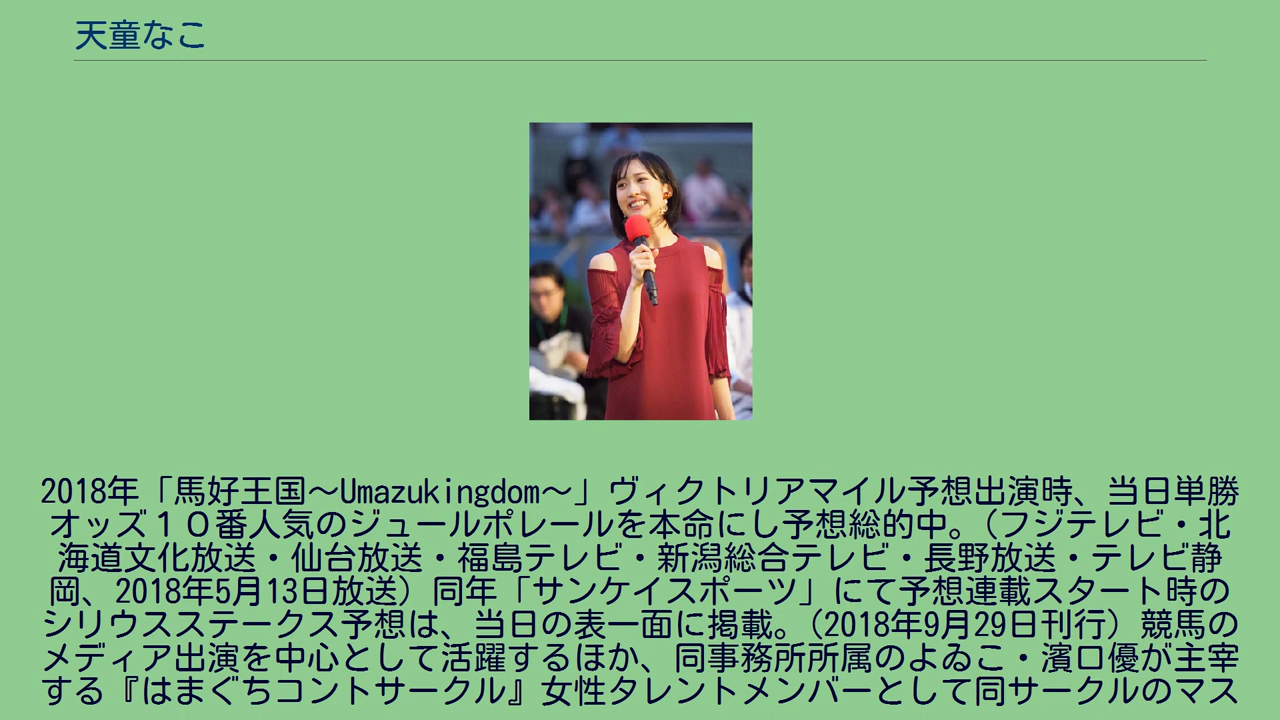 天童なこ
2018年「馬好王国～Umazukingdom～」ヴィクトリアマイル予想出演時、当日単勝
オッズ１０番人気のジュールポレールを本命にし予想総的中。（フジテレビ・北
海道文化放送・仙台放送・福島テレビ・新潟総合テレビ・長野放送・テレビ静
岡、2018年5月13日放送）同年「サンケイスポーツ」にて予想連載スタート時の
シリウスステークス予想は、当日の表一面に掲載。（2018年9月29日刊行）競馬の
メディア出演を中心として活躍するほか、同事務所所属のよゐこ・濱口優が主宰
する『はまぐちコントサークル』女性タレントメンバーとして同サークルのマス